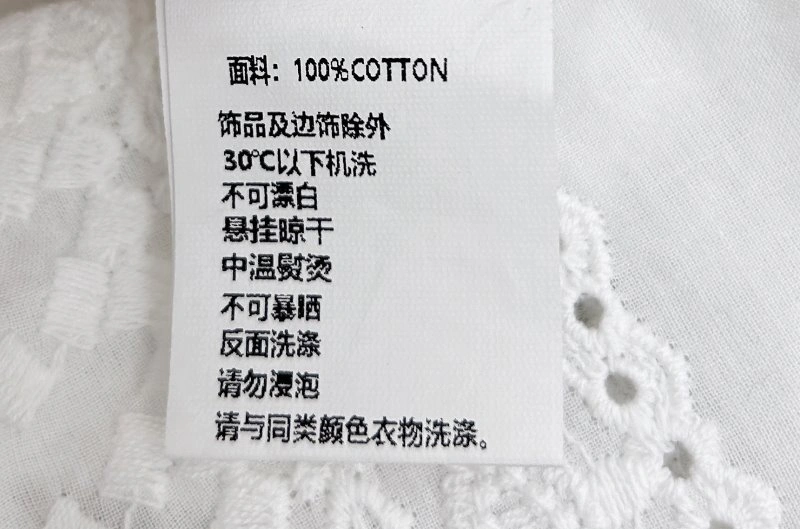 面料：100%COTTON
饰品及边饰除外
30℃以下机洗
不可漂白
悬挂晾干
中温熨烫
不可暴晒
反面洗涤
请勿浸泡
请与同类颜色衣物洗涤。